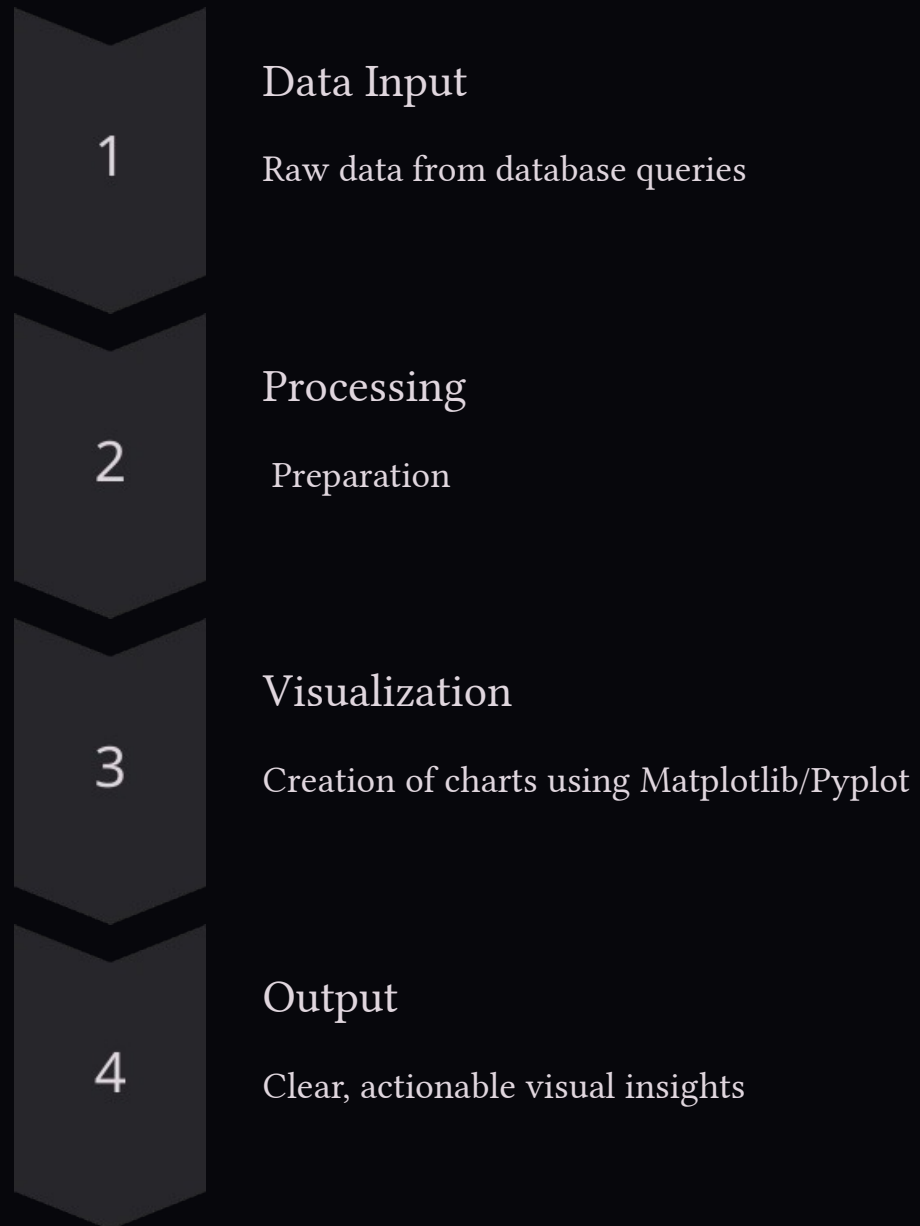 1
Data Input
Raw data from database queries
2
Processing
Preparation
3
Visualization
Creation of charts using Matplotlib/Pyplot
4
Output
Clear, actionable visual insights